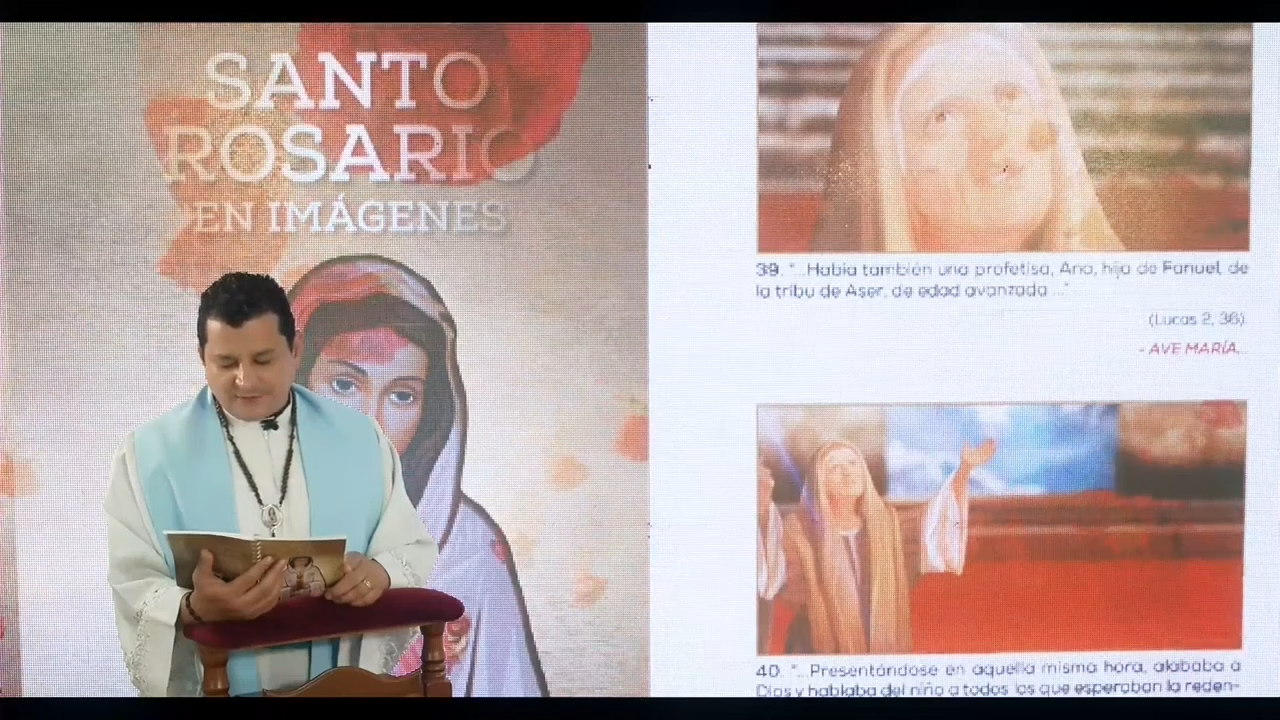 SANTO
ROSARIO
EN IMÁGENES
39. "...Había también una profetisa, Ana, hija de Fanuel, de
la tribu de Aser, de edad avanzada ..."
(Lucas 2, 36)
- AVE MARÍA.
40. "...Presentándose en aquella misma hora, alababa a
Dios y hablaba del niño a todos los que esperaban la reden-